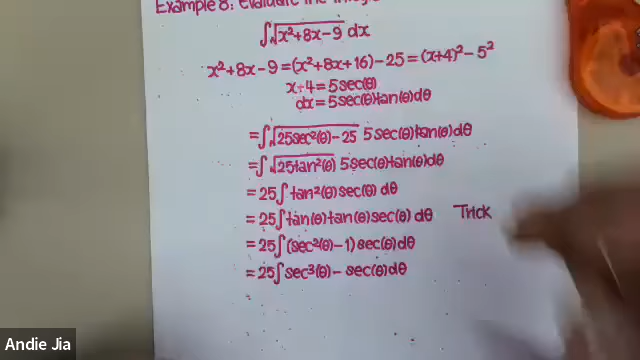 Example 8: Evaluate the integ
∫√x²+8x-9 dx
x²+8x-9=(x²+8x+16)-25=(x+4)²-5²
x+4=5sec(θ)
dx=5sec(θ)tan(θ)dθ
=∫√25sec²(θ)-25 5sec(θ)tan(θ)dθ
=∫√25tan²(θ) 5sec(θ)tan(θ)dθ
=25∫tan²(θ)sec(θ) dθ
=25∫tan(θ)tan(θ)sec(θ) dθ Trick
=25∫(sec²(θ)-1)sec(θ)dθ
=25∫sec³(θ)-sec(θ)dθ
Andie Jia